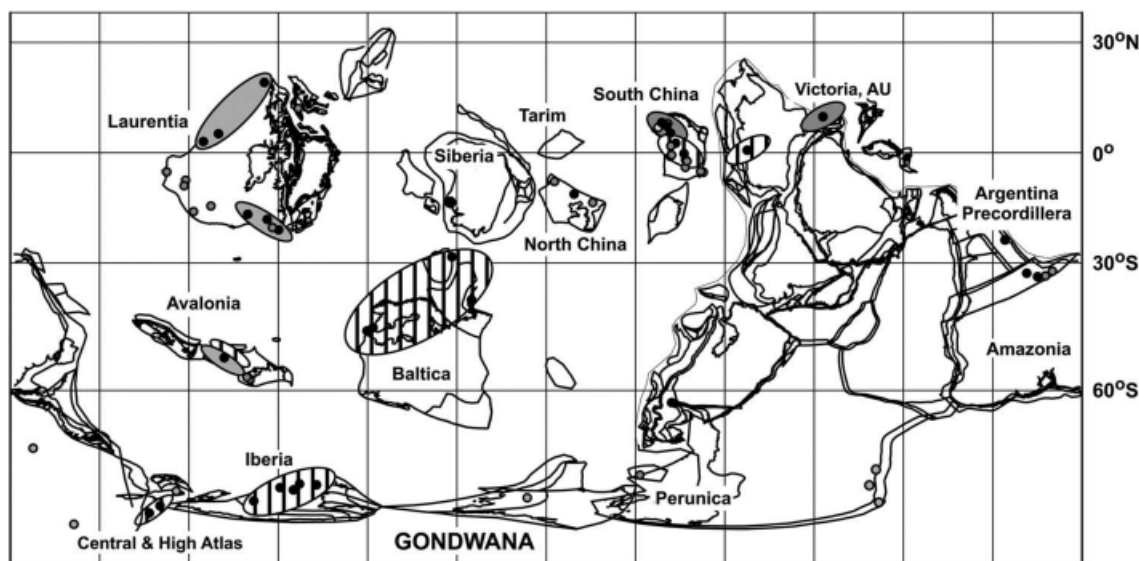 30°N
Victoria, AU
South China
Tarim
Laurentia
Siberia
0°
Argentina
Precordillera
North China
30°S
Avalonia
Amazonia
Baltica
60°S
Iberia
Perunica
Central & High Atlas
GONDWANA